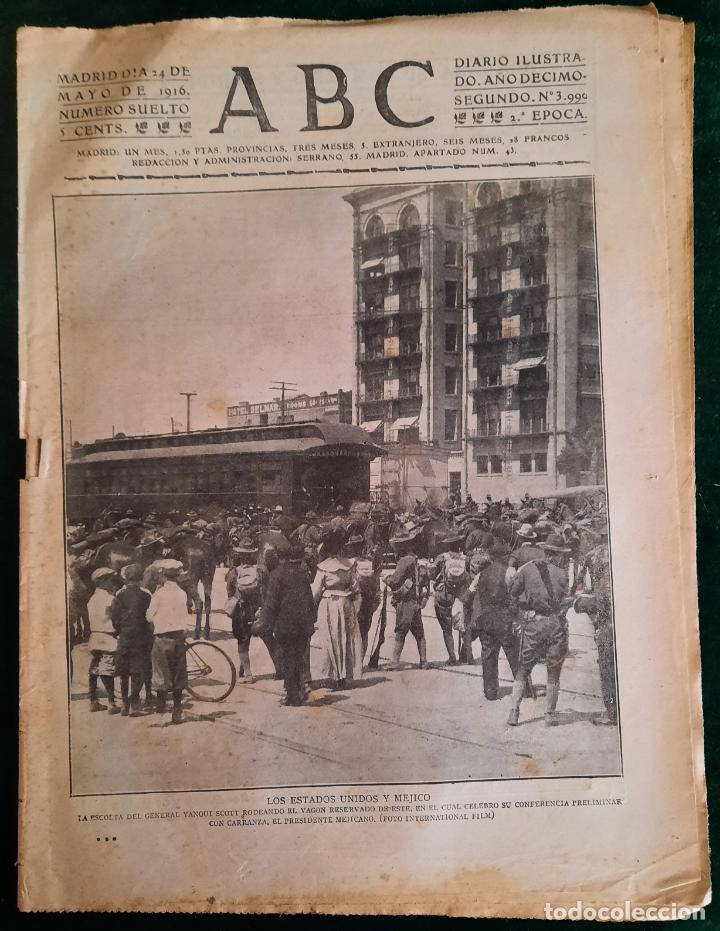 MADRID DIA 24 DE
MAYO DE 1916.
NUMERO SUELTO
5 CENTS.
ABC
DIARIO ILUSTRA-
DO. AÑO DECIMO-
SEGUNDO. N.º 3.990
2.ª EPOCA.
MADRID: UN MES, 1,50 PTAS. PROVINCIAS, TRES MESES, 5. EXTRANJERO, SEIS MESES, 28 FRANCOS
REDACCION Y ADMINISTRACION: SERRANO, 55, MADRID. APARTADO NUM. 43.
HOTEL DELMAR ROOMS
LOS ESTADOS UNIDOS Y MEJICO
LA ESCOLTA DEL GENERAL YANQUI SCOTT RODEANDO EL VAGON RESERVADO DE ESTE, EN EL CUAL CELEBRO SU CONFERENCIA PRELIMINAR
CON CARRANZA, EL PRESIDENTE MEJICANO. (FOTO INTERNATIONAL FILM)
todocoleccion.net